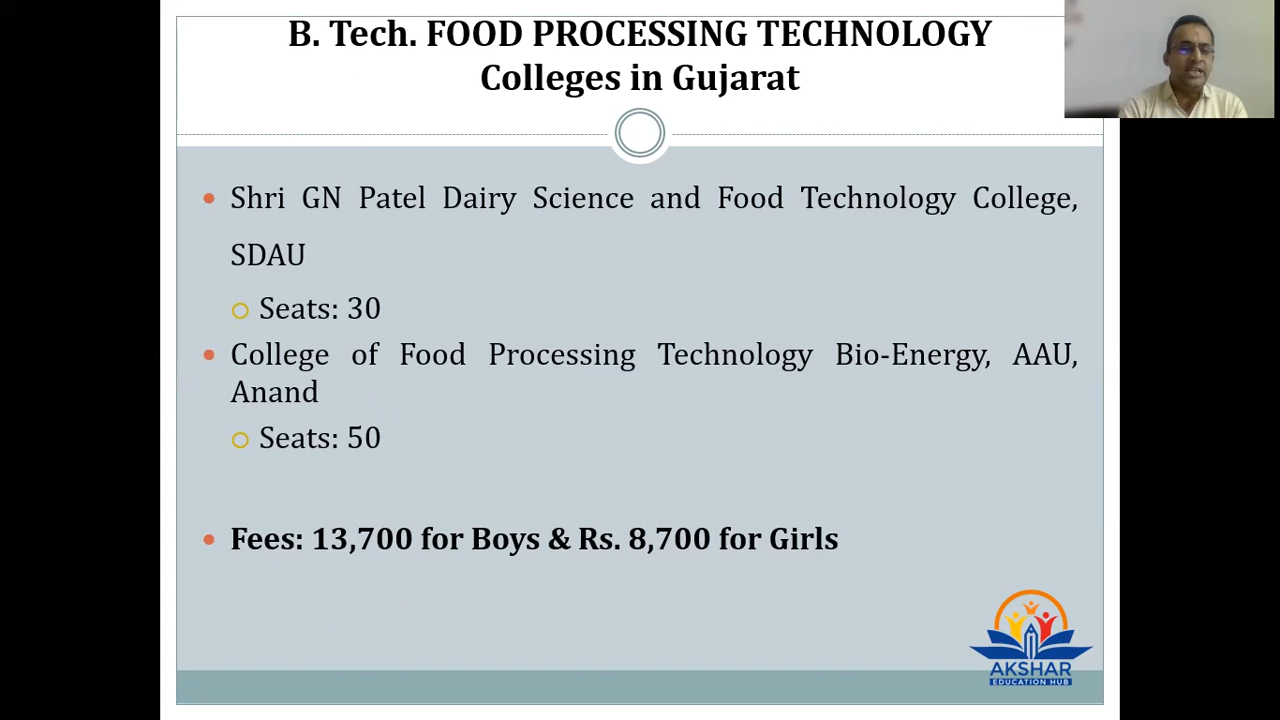 B. Tech. FOOD PROCESSING TECHNOLOGY
Colleges in Gujarat
Shri GN Patel Dairy Science and Food Technology College,
SDAU
Seats: 30
College of Food Processing Technology Bio-Energy, AAU,
Anand
Seats: 50
Fees: 13,700 for Boys & Rs. 8,700 for Girls
AKSHAR
EDUCATION HUB